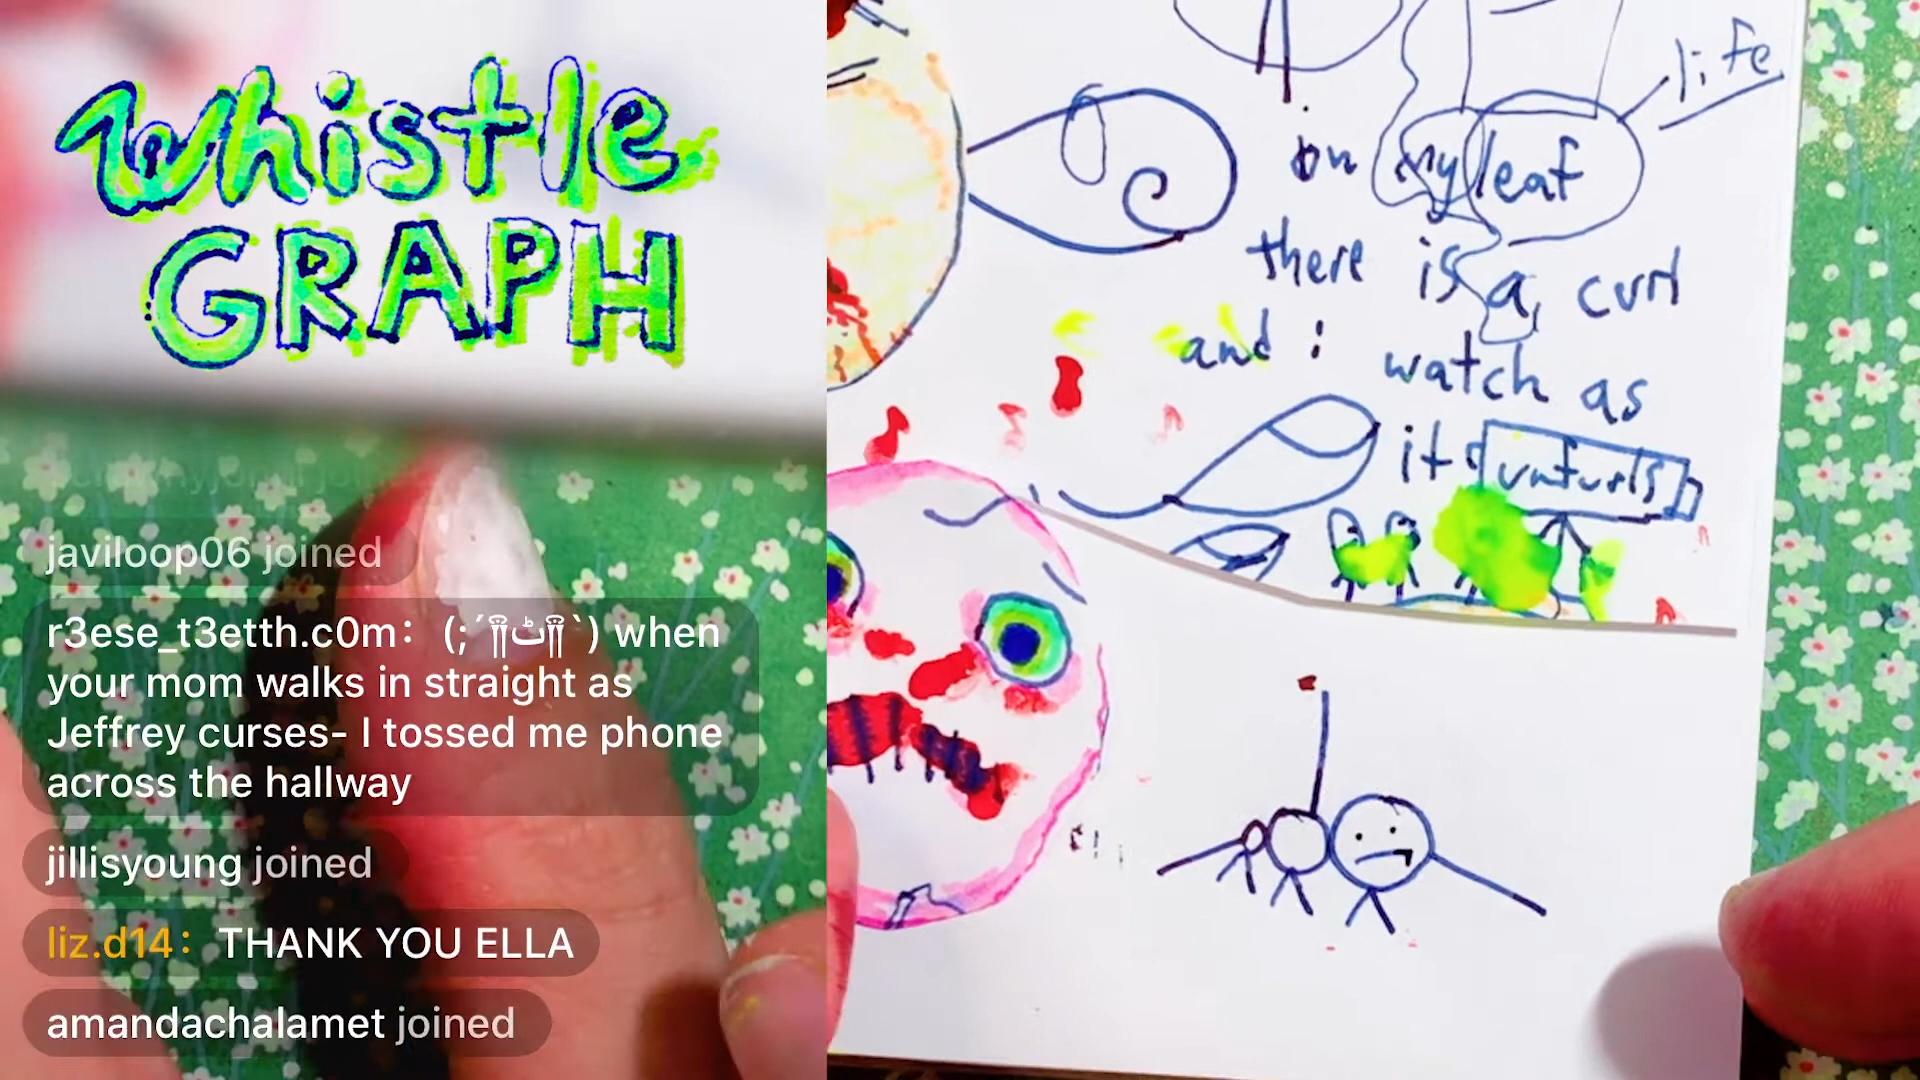 Whistle
GRAPH
javiloop06 joined
r3ese_t3etth.c0m: when
your mom walks in straight as
Jeffrey curses- I tossed me phone
across the hallway
jillisyoung joined
liz.d14: THANK YOU ELLA
amandachalamet joined
life
on my leaf
there is a curl
and i watch as
it unfurls